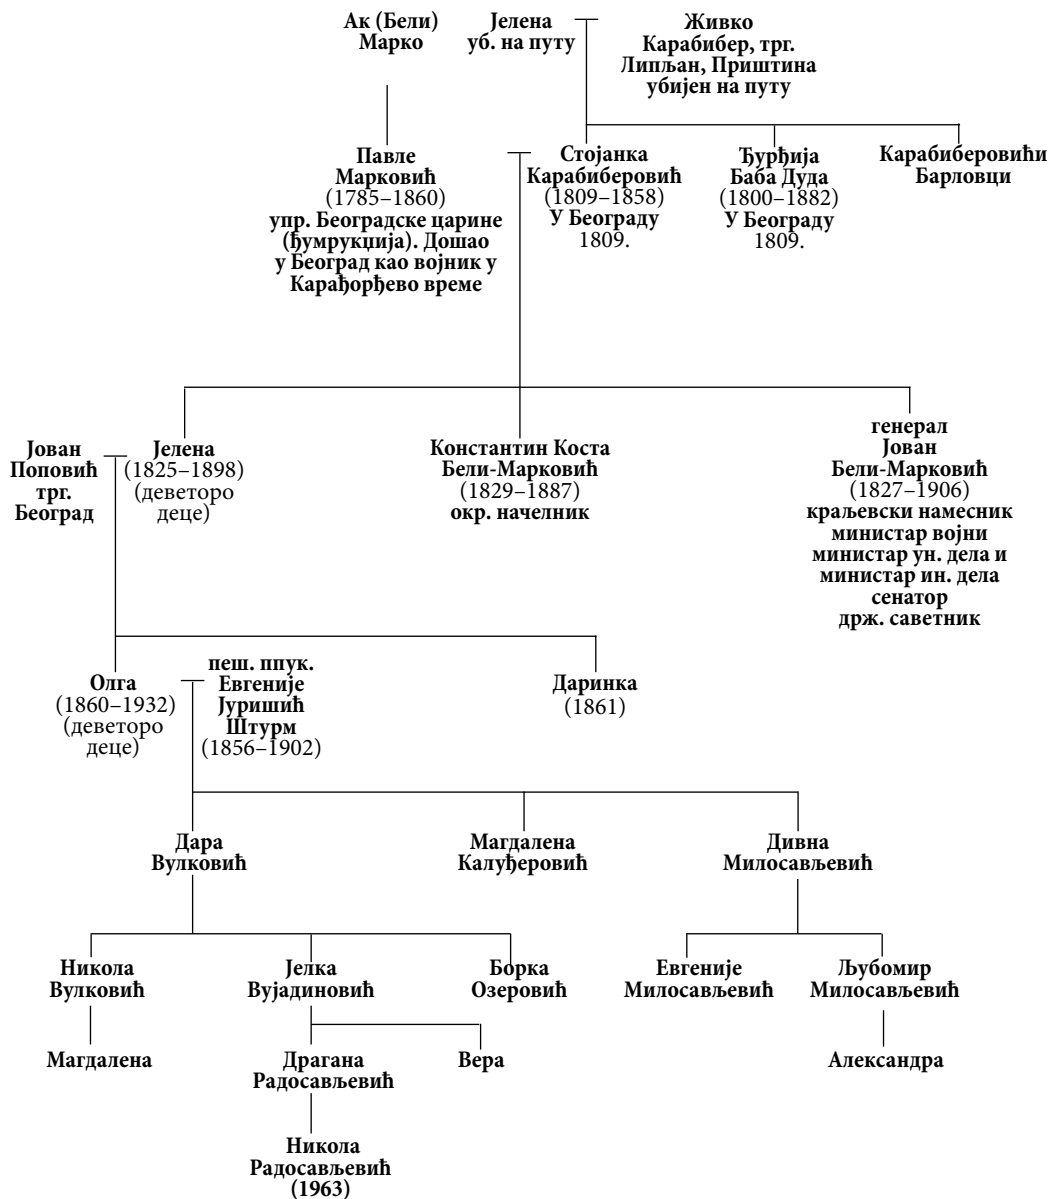 Ак (Бели)
Марко
Јелена
уб. на путу
Живко
Карабибер, трг.
Липљан, Приштина
убијен на путу
Павле
Марковић
(1785–1860)
упр. Београдске царине
(ђумрукџија). Дошао
у Београд као војник у
Карађорђево време
Стојанка
Карабиберовић
(1809–1858)
У Београду
1809.
Ђурђија
Баба Дуда
(1800–1882)
У Београду
1809.
Карабиберовићи
Барловци
Јован
Поповић
трг.
Београд
Јелена
(1825–1898)
(деветоро
деце)
Константин Коста
Бели-Марковић
(1829–1887)
окр. начелник
генерал
Јован
Бели-Марковић
(1827–1906)
краљевски намесник
министар војни
министар ун. дела и
министар ин. дела
сенатор
држ. саветник
Олга
(1860–1932)
(деветоро
деце)
пеш. ппук.
Евгеније
Јуришић
Штурм
(1856–1902)
Даринка
(1861)
Дара
Вулковић
Магдалена
Калуђеровић
Дивна
Милосављевић
Никола
Вулковић
Јелка
Вујадиновић
Борка
Озеровић
Евгеније
Милосављевић
Љубомир
Милосављевић
Магдалена
Драгана
Радосављевић
Вера
Александра
Никола
Радосављевић
(1963)